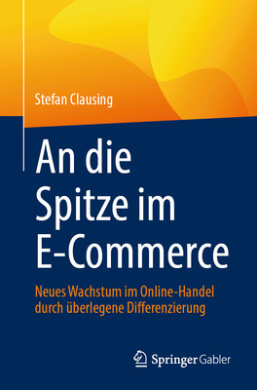 Stefan Clausing
An die
Spitze im
E-Commerce
Neues Wachstum im Online-Handel
durch überlegene Differenzierung
Springer Gabler